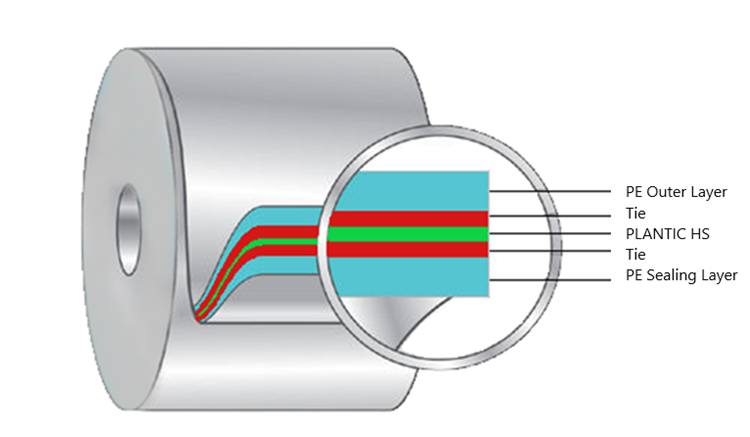 PE Outer Layer
Tie
PLANTIC HS
Tie
PE Sealing Layer